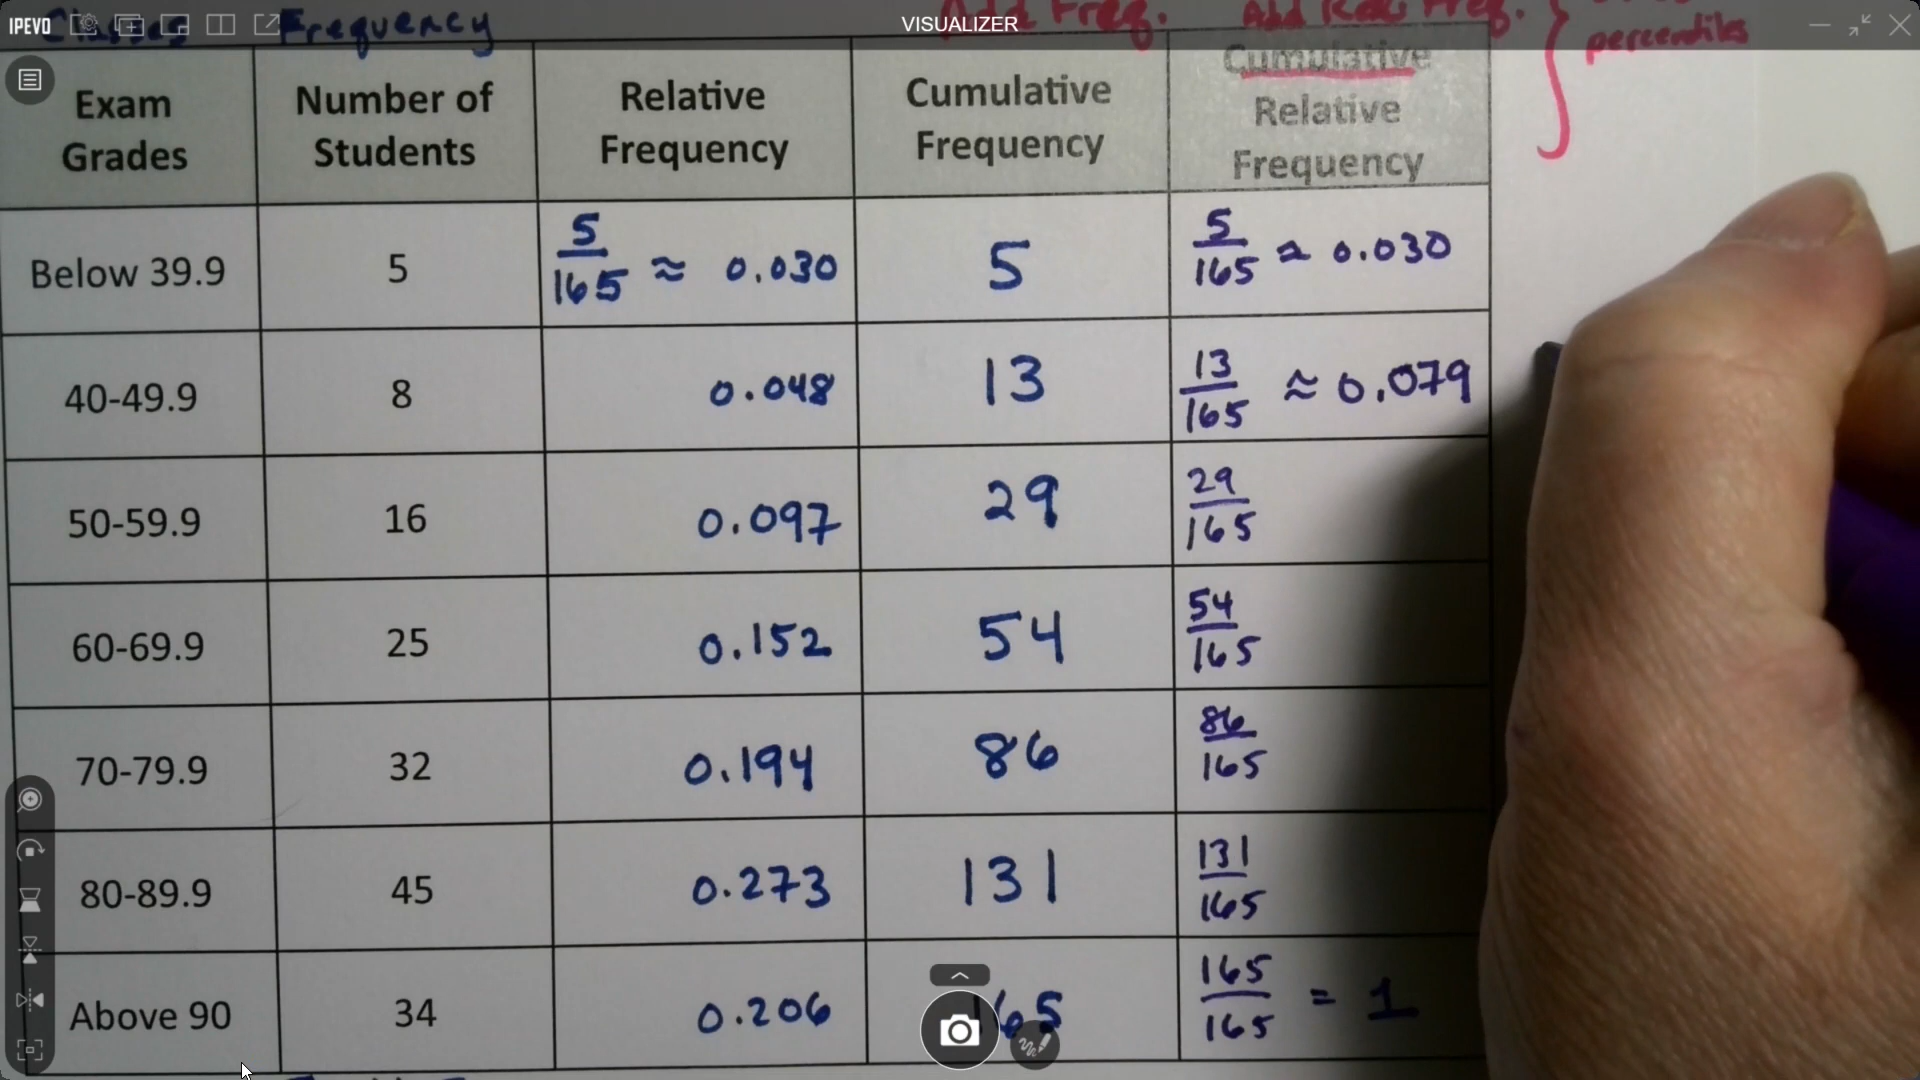 IPEVO
VISUALIZER
Classes Frequency
Add Freq. Add Rel. Freq.
percentiles
Exam Grades
Number of Students
Relative Frequency
Cumulative Frequency
Cumulative Relative Frequency
Below 39.9 5 5/165 ≈ 0.030 5 5/165 ≈ 0.030
40-49.9 8 0.048 13 13/165 ≈ 0.079
50-59.9 16 0.097 29 29/165
60-69.9 25 0.152 54 54/165
70-79.9 32 0.194 86 86/165
80-89.9 45 0.273 131 131/165
Above 90 34 0.206 165 165/165 = 1